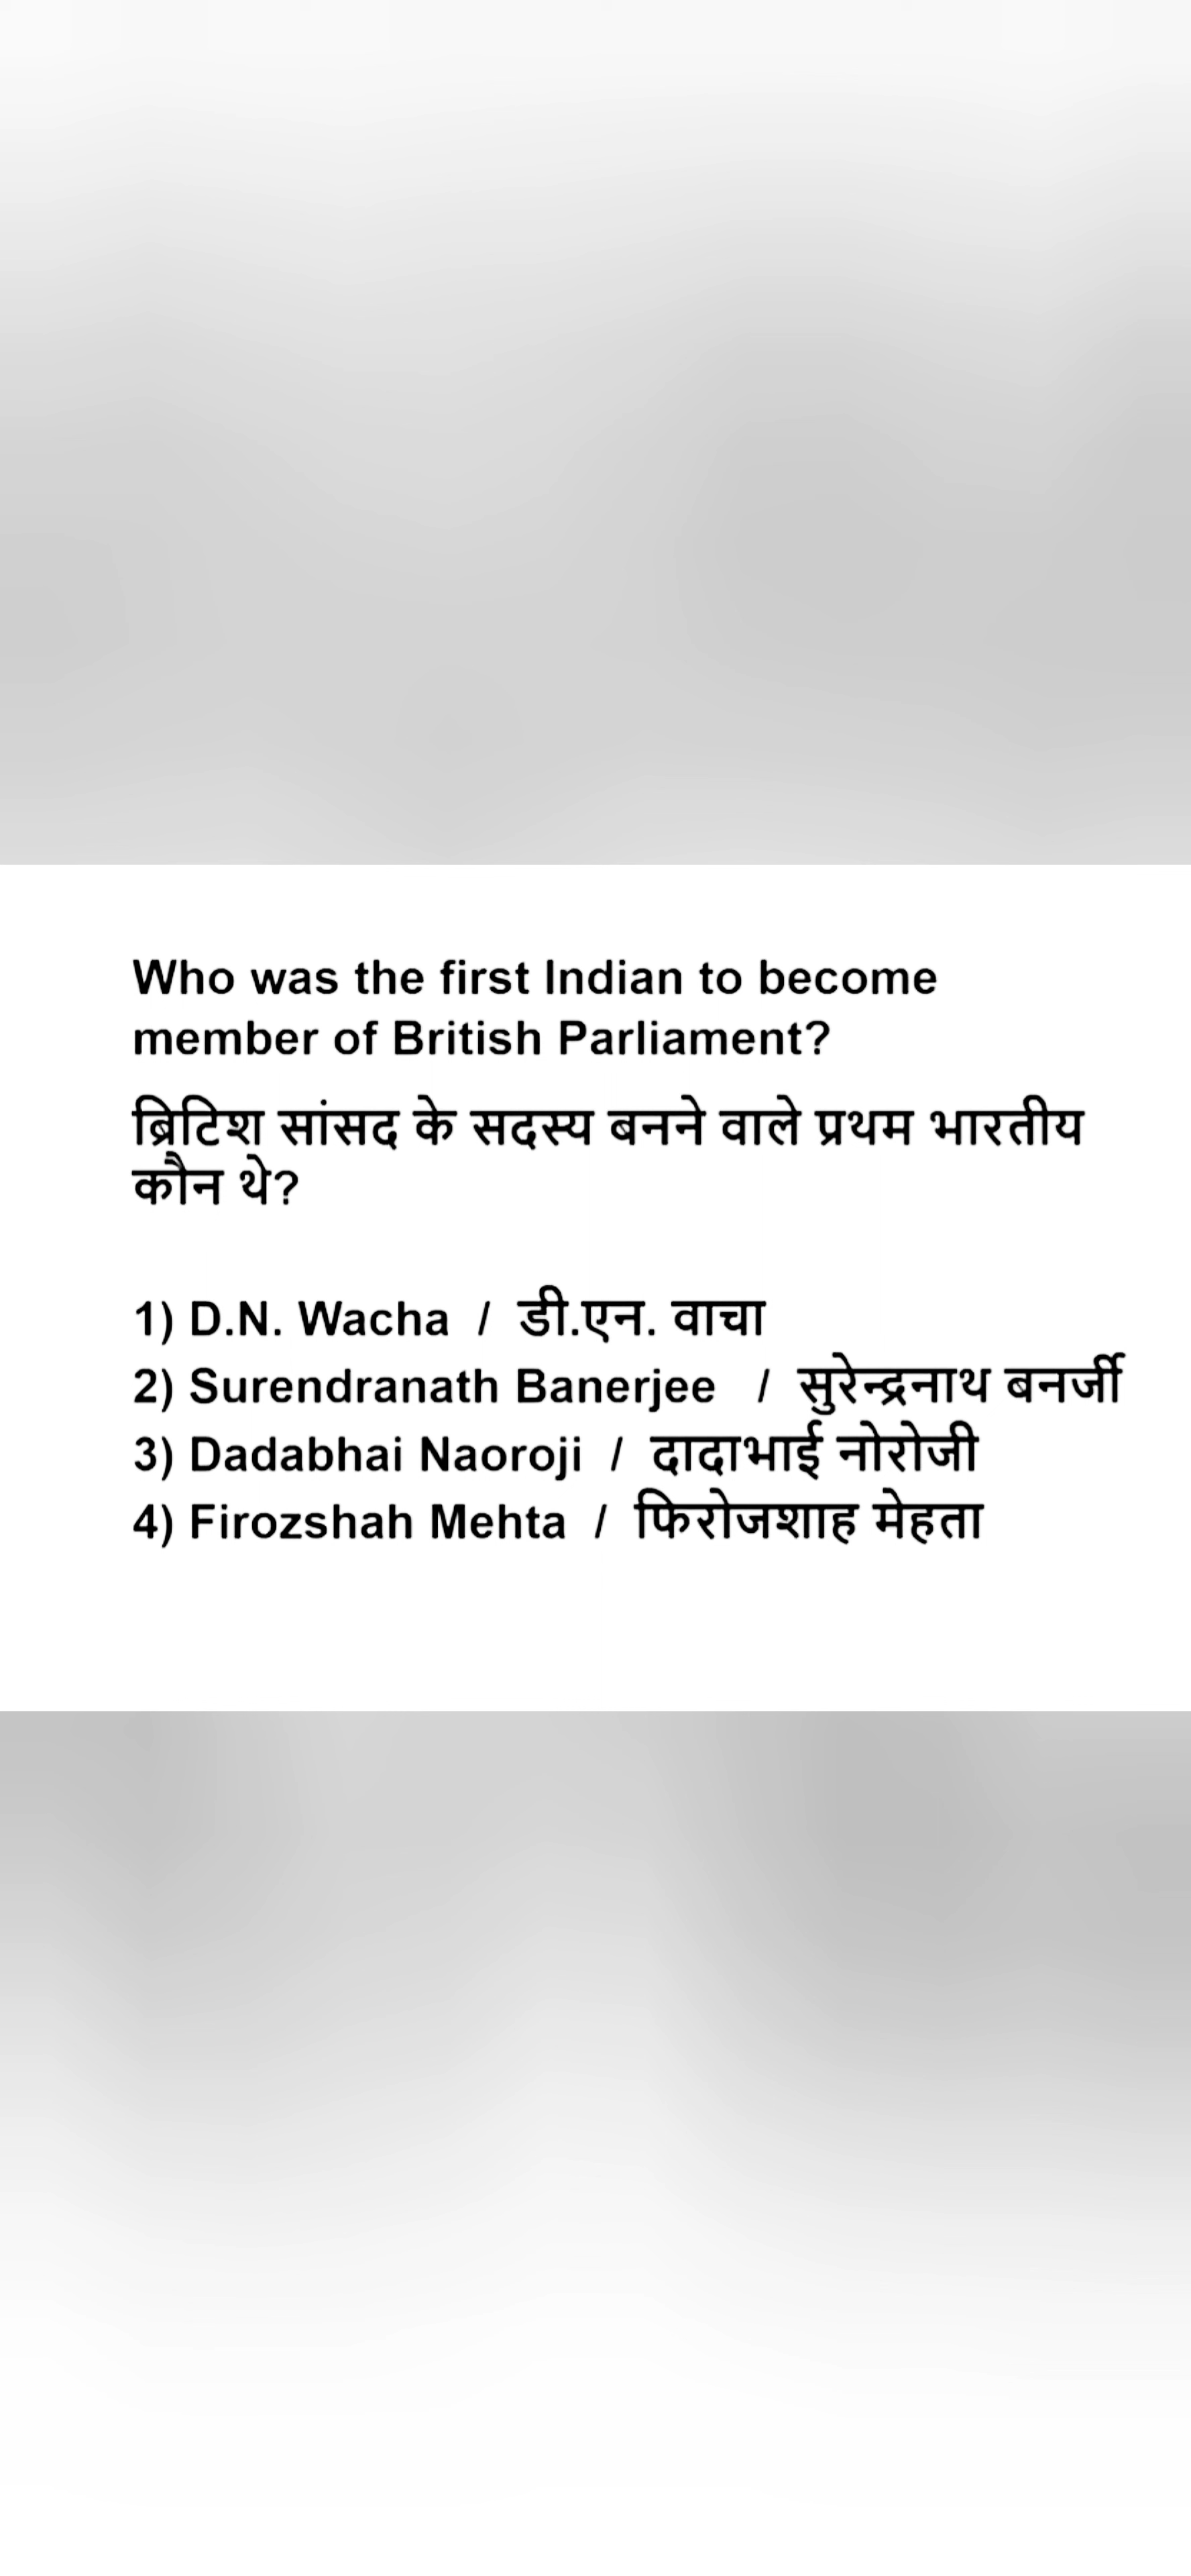 Who was the first Indian to become
member of British Parliament?
ब्रिटिश सांसद के सदस्य बनने वाले प्रथम भारतीय
कौन थे?
1) D.N. Wacha / डी.एन. वाचा
2) Surendranath Banerjee / सुरेन्द्रनाथ बनर्जी
3) Dadabhai Naoroji / दादाभाई नोरोजी
4) Firozshah Mehta / फिरोजशाह मेहता